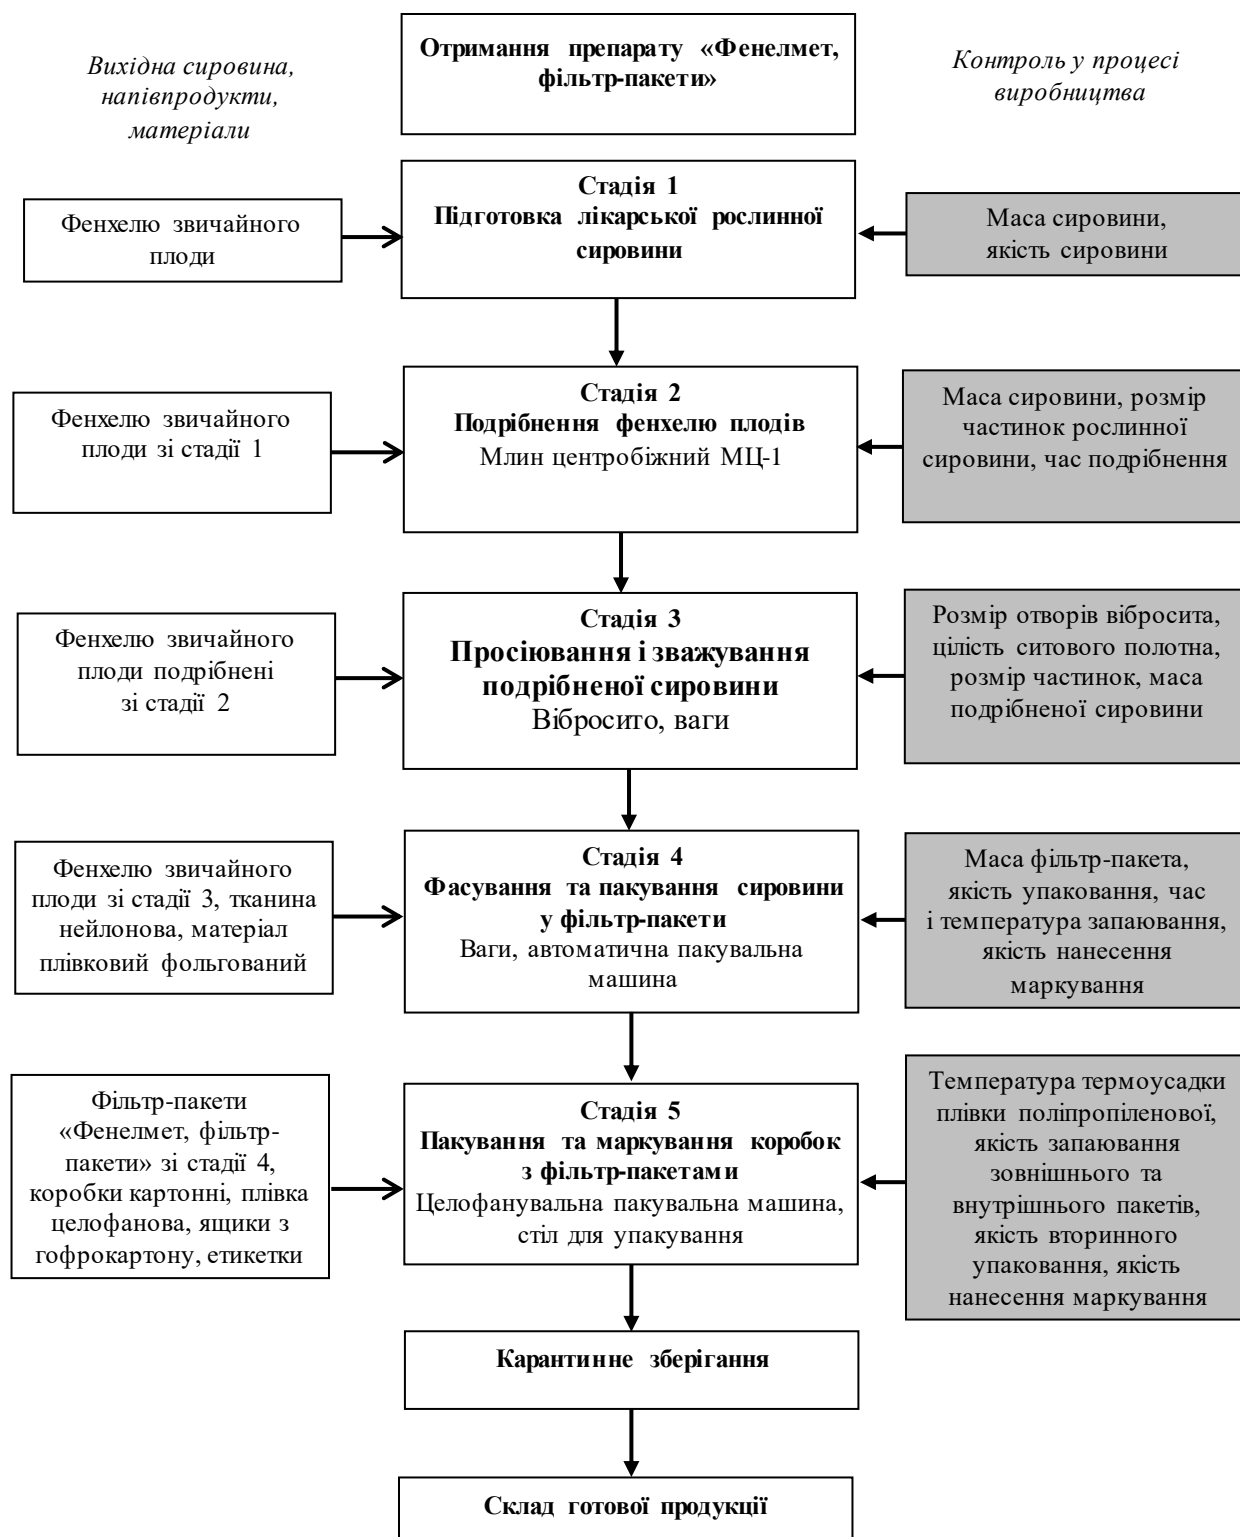 Вихідна сировина,
напівпродукти,
матеріали
Отримання препарату «Фенелмет,
фільтр-пакети»
Контроль у процесі
виробництва
Фенхелю звичайного
плоди
Стадія 1
Підготовка лікарської рослинної
сировини
Маса сировини,
якість сировини
Фенхелю звичайного
плоди зі стадії 1
Стадія 2
Подрібнення фенхелю плодів
Млин центробіжний МЦ-1
Маса сировини, розмір
частинок рослинної
сировини, час подрібнення
Фенхелю звичайного
плоди подрібнені
зі стадії 2
Стадія 3
Просіювання і зважування
подрібненої сировини
Вібросито, ваги
Розмір отворів вібросита,
цілість ситового полотна,
розмір частинок, маса
подрібненої сировини
Фенхелю звичайного
плоди зі стадії 3, тканина
нейлонова, матеріал
плівковий фольгований
Стадія 4
Фасування та пакування сировини
у фільтр-пакети
Ваги, автоматична пакувальна
машина
Маса фільтр-пакета,
якість упаковання, час
і температура запаювання,
якість нанесення
маркування
Фільтр-пакети
«Фенелмет, фільтр-
пакети» зі стадії 4,
коробки картонні, плівка
целофанова, ящики з
гофрокартону, етикетки
Стадія 5
Пакування та маркування коробок
з фільтр-пакетами
Целофанувальна пакувальна машина,
стіл для упакування
Температура термоусадки
плівки поліпропіленової,
якість запаювання
зовнішнього та
внутрішнього пакетів,
якість вторинного
упаковання, якість
нанесення маркування
Карантинне зберігання
Склад готової продукції